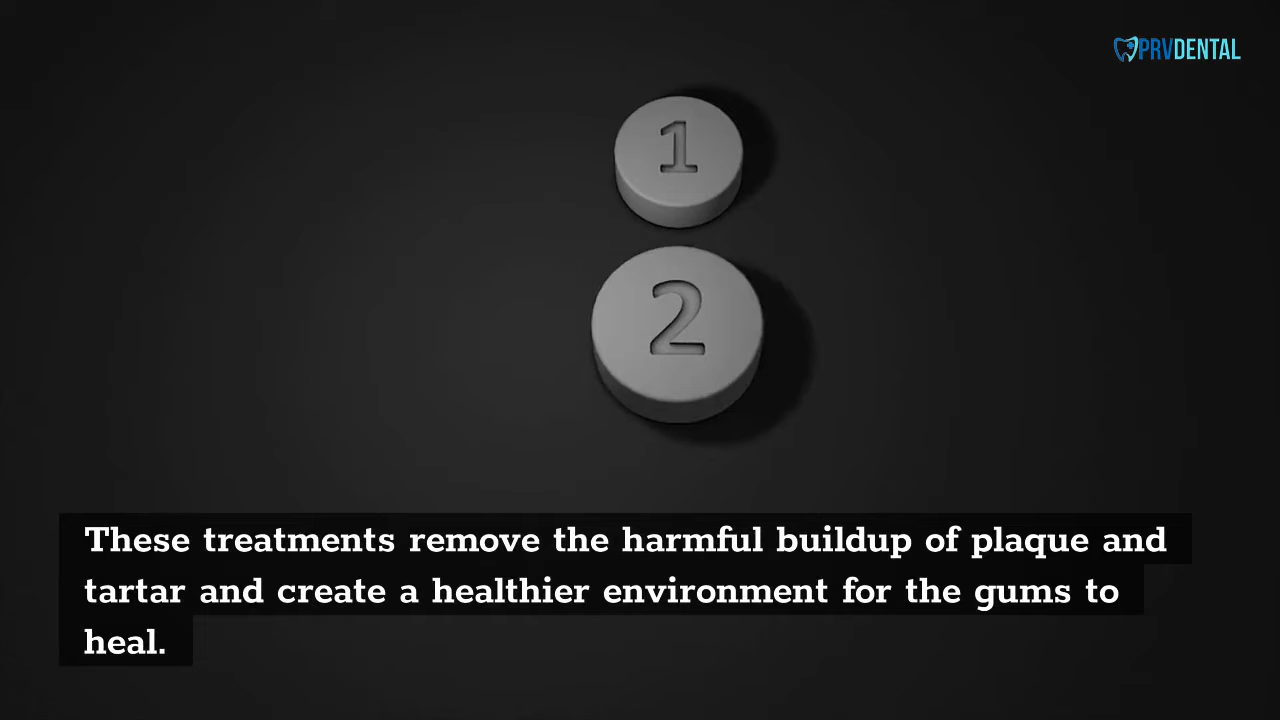 PRVDENTAL
1
2
These treatments remove the harmful buildup of plaque and
tartar and create a healthier environment for the gums to
heal.